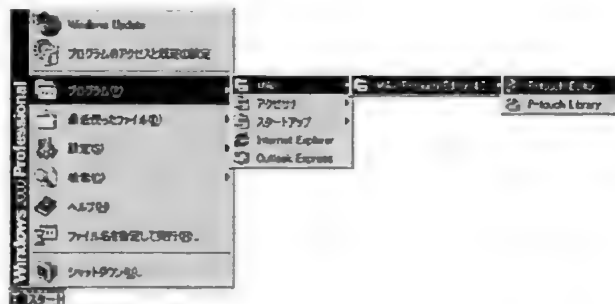 Windows Update
プログラムのアクセスと既定の設定
プログラム(P)
最近使ったファイル(D)
設定(S)
検索(C)
ヘルプ(H)
ファイル名を指定して実行(R)...
シャットダウン(U)...
スタート
Windows 2000 Professional
アクセサリ
スタートアップ
Internet Explorer
Outlook Express
P-touch Editor
P-touch Library